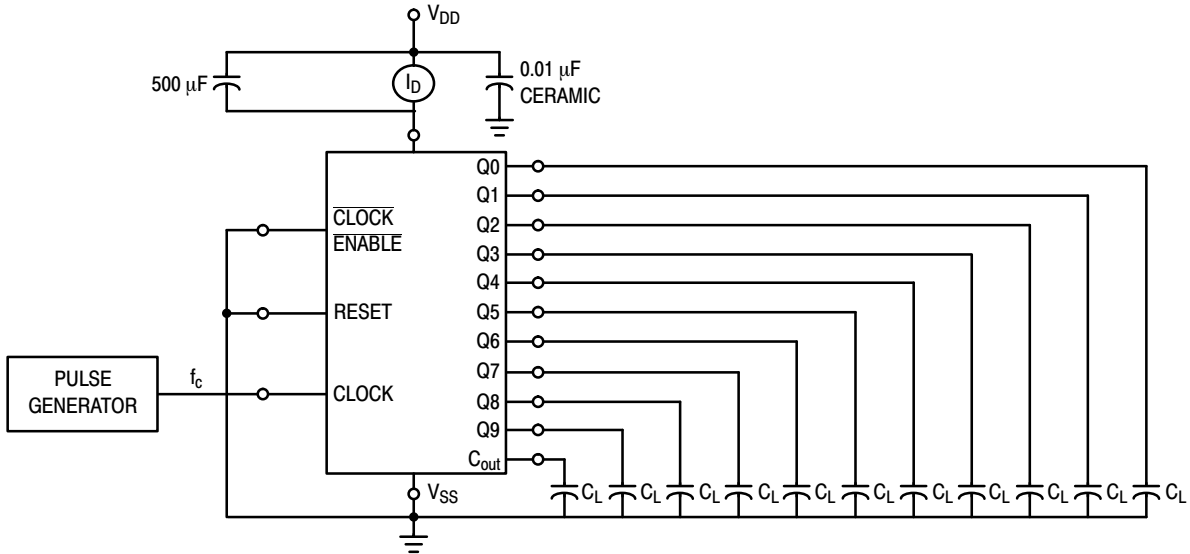 V_DD
500 μF
I_D
0.01 μF
CERAMIC
CLOCK
ENABLE
RESET
CLOCK
PULSE
GENERATOR
f_c
Q0
Q1
Q2
Q3
Q4
Q5
Q6
Q7
Q8
Q9
C_out
V_SS
C_L C_L C_L C_L C_L C_L C_L C_L C_L C_L C_L